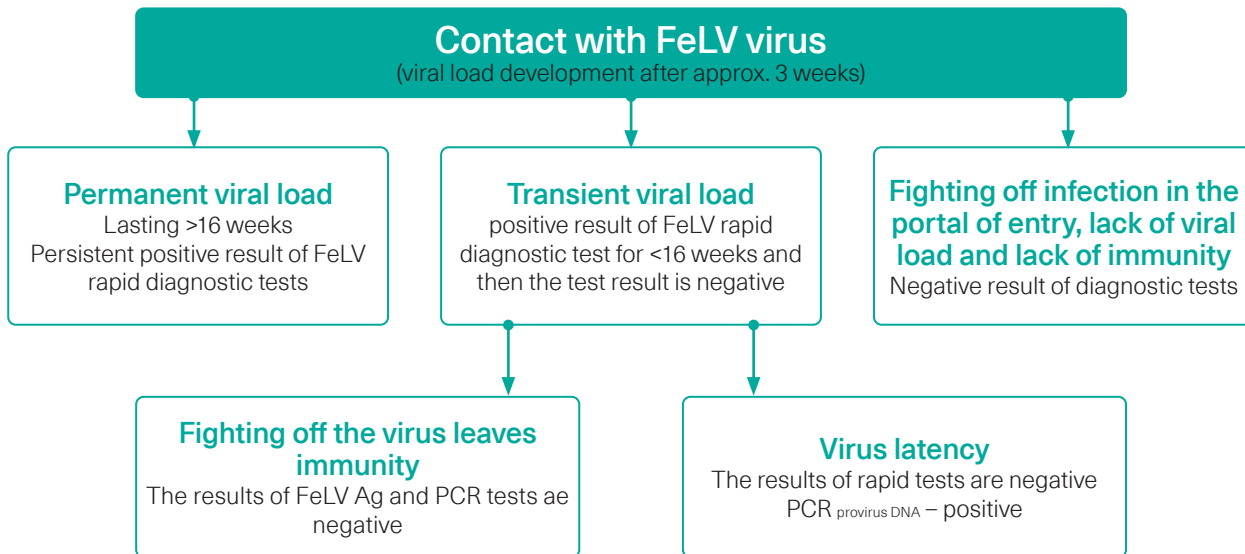 Contact with FeLV virus
(viral load development after approx. 3 weeks)
Permanent viral load
Lasting >16 weeks
Persistent positive result of FeLV
rapid diagnostic tests
Transient viral load
positive result of FeLV rapid
diagnostic test for <16 weeks and
then the test result is negative
Fighting off infection in the
portal of entry, lack of viral
load and lack of immunity
Negative result of diagnostic tests
Fighting off the virus leaves
immunity
The results of FeLV Ag and PCR tests ae
negative
Virus latency
The results of rapid tests are negative
PCR provirus DNA – positive